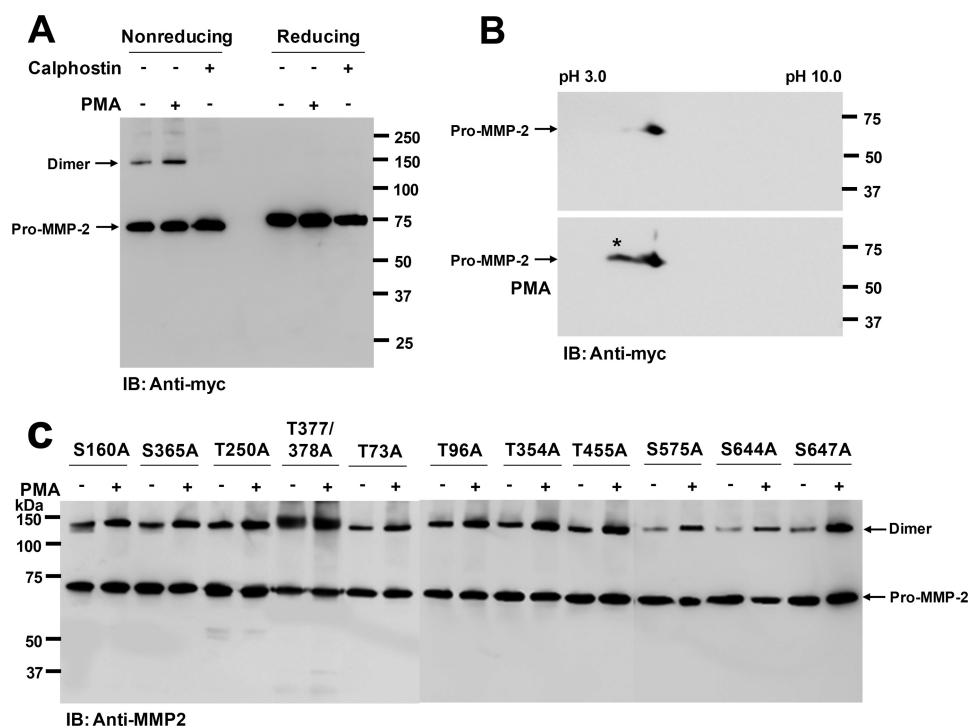 A
Nonreducing Reducing
Calphostin - - + - - +
PMA - + - - + -
250
Dimer 150
100
Pro-MMP-2 75
50
37
25
IB: Anti-myc
B
pH 3.0 pH 10.0
Pro-MMP-2 75
50
37
*
Pro-MMP-2 75
PMA 50
37
IB: Anti-myc
C
S160A S365A T250A T377/378A T73A T96A T354A T455A S575A S644A S647A
PMA - + - + - + - + - + - + - + - + - + - + - +
kDa
150 Dimer
100
75
Pro-MMP-2
50
37
IB: Anti-MMP2